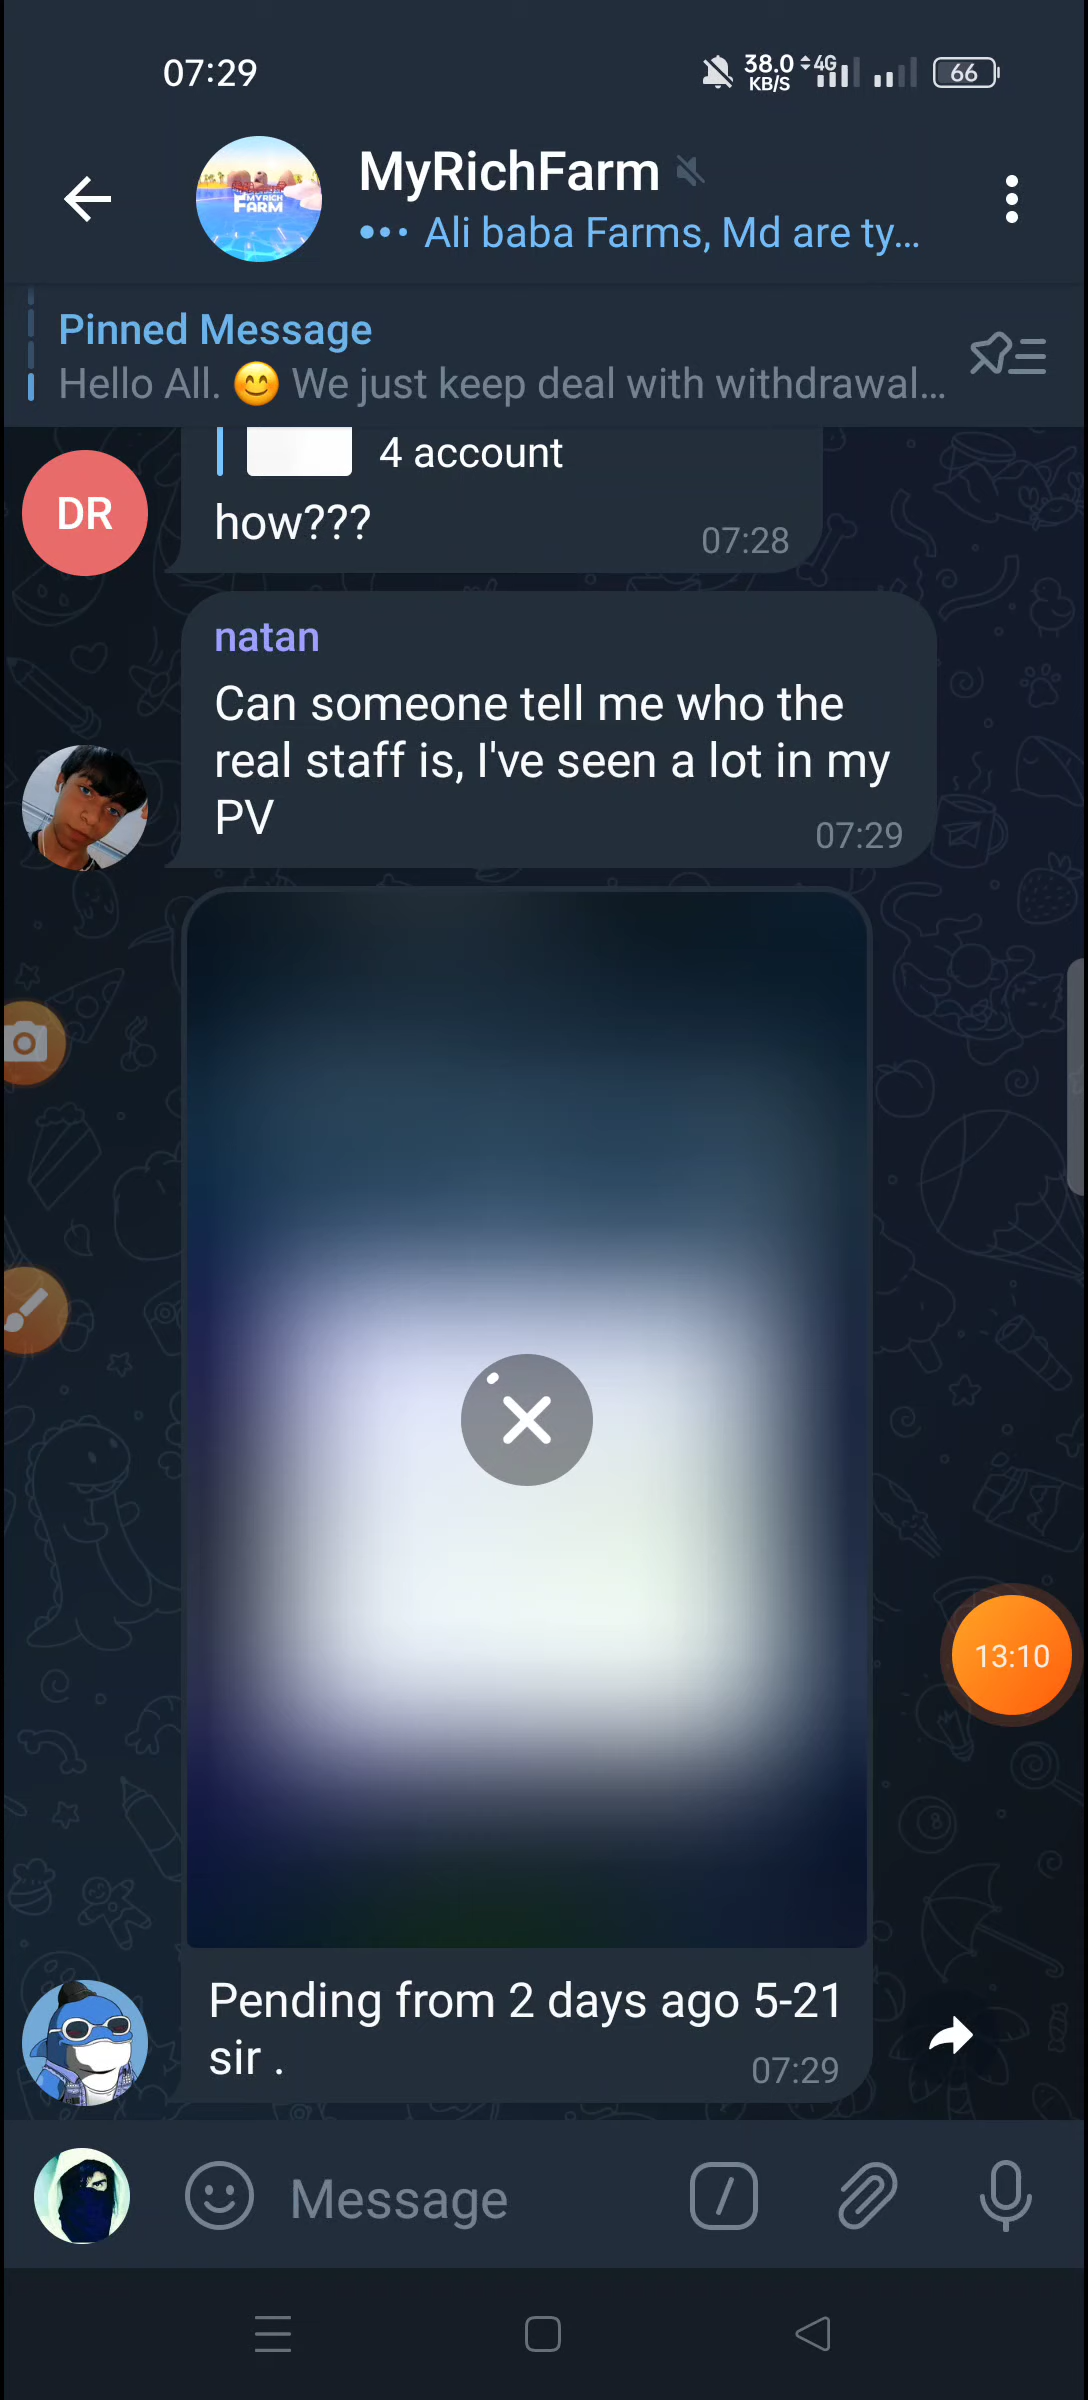 07:29
38.0 KB/S
4G
66
MY RICH FARM
MyRichFarm
Ali baba Farms, Md are ty...
Pinned Message
Hello All. 😊 We just keep deal with withdrawal...
4 account
DR
how???
07:28
natan
Can someone tell me who the
real staff is, I've seen a lot in my
PV
07:29
13:10
Pending from 2 days ago 5-21
sir .
07:29
Message